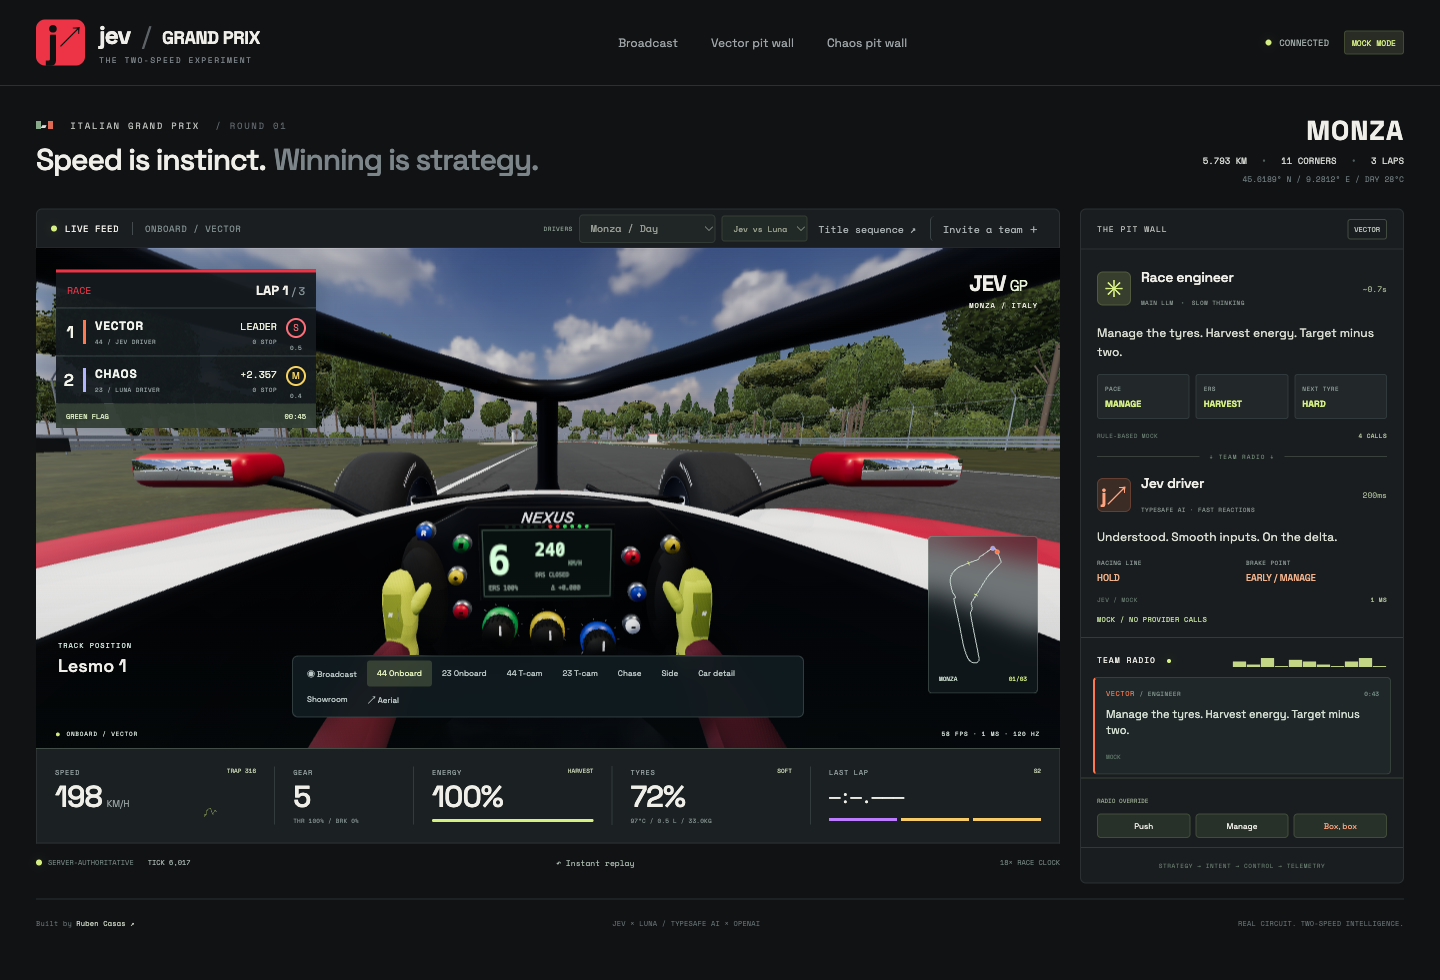 jev / GRAND PRIX
THE TWO-SPEED EXPERIMENT
Broadcast
Vector pit wall
Chaos pit wall
CONNECTED
MOCK MODE
ITALIAN GRAND PRIX / ROUND 01
Speed is instinct. Winning is strategy.
MONZA
5.793 KM · 11 CORNERS · 3 LAPS
45.6189° N / 9.2812° E / DRY 28°C
LIVE FEED
ONBOARD / VECTOR
DRIVERS
Monza / Day
Jev vs Luna
Title sequence ↗
Invite a team +
RACE
LAP 1 / 3
1 VECTOR LEADER S
44 / JEV DRIVER 0 STOP 0.5
2 CHAOS +2.357 M
23 / LUNA DRIVER 0 STOP 0.4
GREEN FLAG 00:45
JEV GP
MONZA / ITALY
NEXUS
6 240
KM/H
DRS CLOSED
ERS 100% Δ +0.000
TRACK POSITION
Lesmo 1
Broadcast
44 Onboard
23 Onboard
44 T-cam
23 T-cam
Chase
Side
Car detail
Showroom
↗ Aerial
MONZA 01/03
ONBOARD / VECTOR
58 FPS · 1 MS · 120 HZ
SPEED TRAP 316
198 KM/H
GEAR
5
THR 100% / BRK 0%
ENERGY HARVEST
100%
TYRES SOFT
72%
97°C / 0.5 L / 33.0KG
LAST LAP S2
—:—.———
SERVER-AUTHORITATIVE TICK 6,017
↶ Instant replay
18× RACE CLOCK
THE PIT WALL
VECTOR
Race engineer
MAIN LLM · SLOW THINKING
~0.7s
Manage the tyres. Harvest energy. Target minus
two.
PACE
MANAGE
ERS
HARVEST
NEXT TYRE
HARD
RULE-BASED MOCK 4 CALLS
↓ TEAM RADIO ↓
j
Jev driver
TYPESAFE AI · FAST REACTIONS
200ms
Understood. Smooth inputs. On the delta.
RACING LINE
HOLD
BRAKE POINT
EARLY / MANAGE
JEV / MOCK 1 MS
MOCK / NO PROVIDER CALLS
TEAM RADIO
VECTOR / ENGINEER 0:43
Manage the tyres. Harvest energy. Target minus
two.
MOCK
RADIO OVERRIDE
Push
Manage
Box, box
STRATEGY → INTENT → CONTROL → TELEMETRY
Built by Ruben Casas ↗
JEV × LUNA / TYPESAFE AI × OPENAI
REAL CIRCUIT. TWO-SPEED INTELLIGENCE.